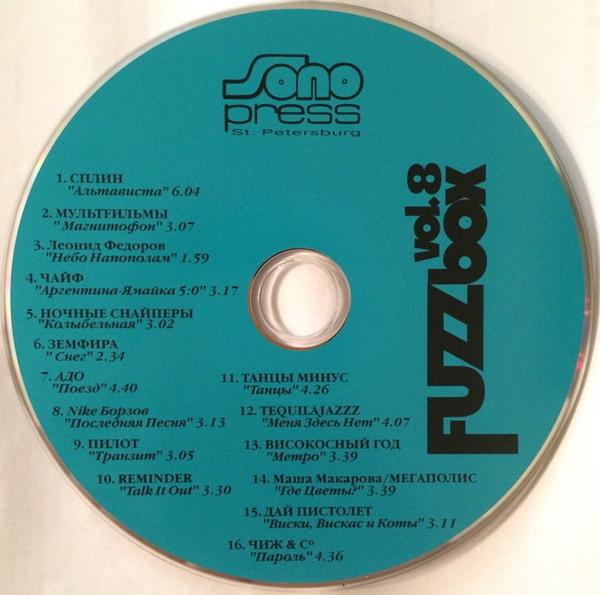 Sono
press
St. Petersburg
FUZZbox
vol. 8
1. СПЛИН
"Альтависта" 6.04
2. МУЛЬТFИЛЬМЫ
" Магнитофон" 3.07
3. Леонид Федоров
"Небо Напополам" 1.59
4. ЧАЙФ
"Аргентина-Ямайка 5:0" 3.17
5. НОЧНЫЕ СНАЙПЕРЫ
"Колыбельная" 3.02
6. ЗЕМФИРА
" Снег" 2.34
7. АДО
"Поезд" 4.40
8. Nike Борзов
"Последняя Песня" 3.13
9. ПИЛОТ
"Транзит" 3.05
10. REMINDER
"Talk It Out" 3.30
11. ТАНЦЫ МИНУС
"Танцы" 4.26
12. TEQUILAJAZZZ
"Меня Здесь Нет" 4.07
13. ВИСОКОСНЫЙ ГОД
"Метро" 3.39
14. Маша Макарова/МЕГАПОЛИС
"Где Цветы?" 3.39
15. ДАЙ ПИСТОЛЕТ
"Виски, Вискас и Коты" 3.11
16. ЧИЖ & Cº
"Пароль" 4.36